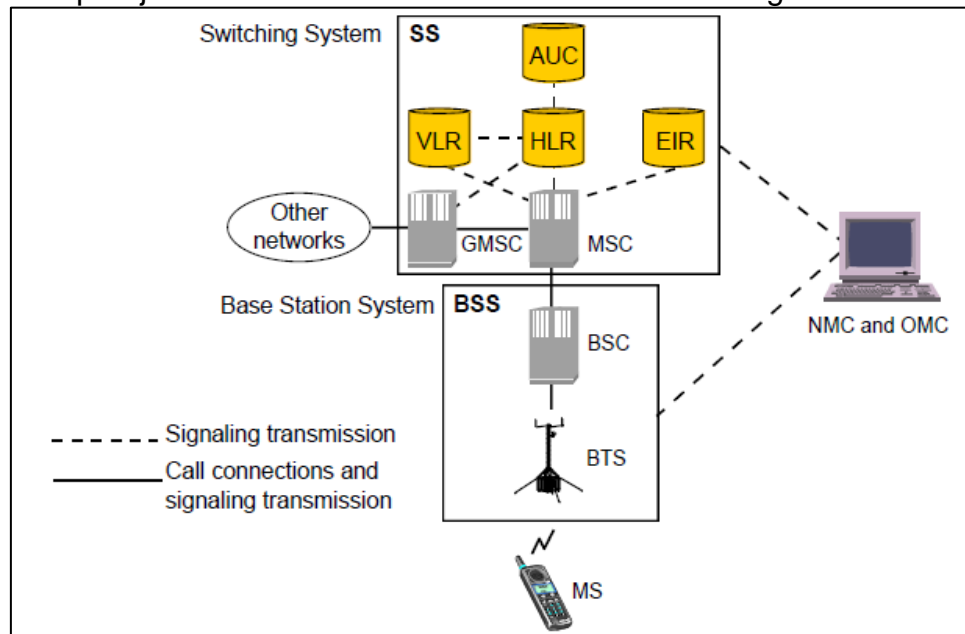 Switching System
SS
AUC
VLR
HLR
EIR
Other
networks
GMSC
MSC
NMC and OMC
Base Station System
BSS
BSC
BTS
Signaling transmission
Call connections and
signaling transmission
MS